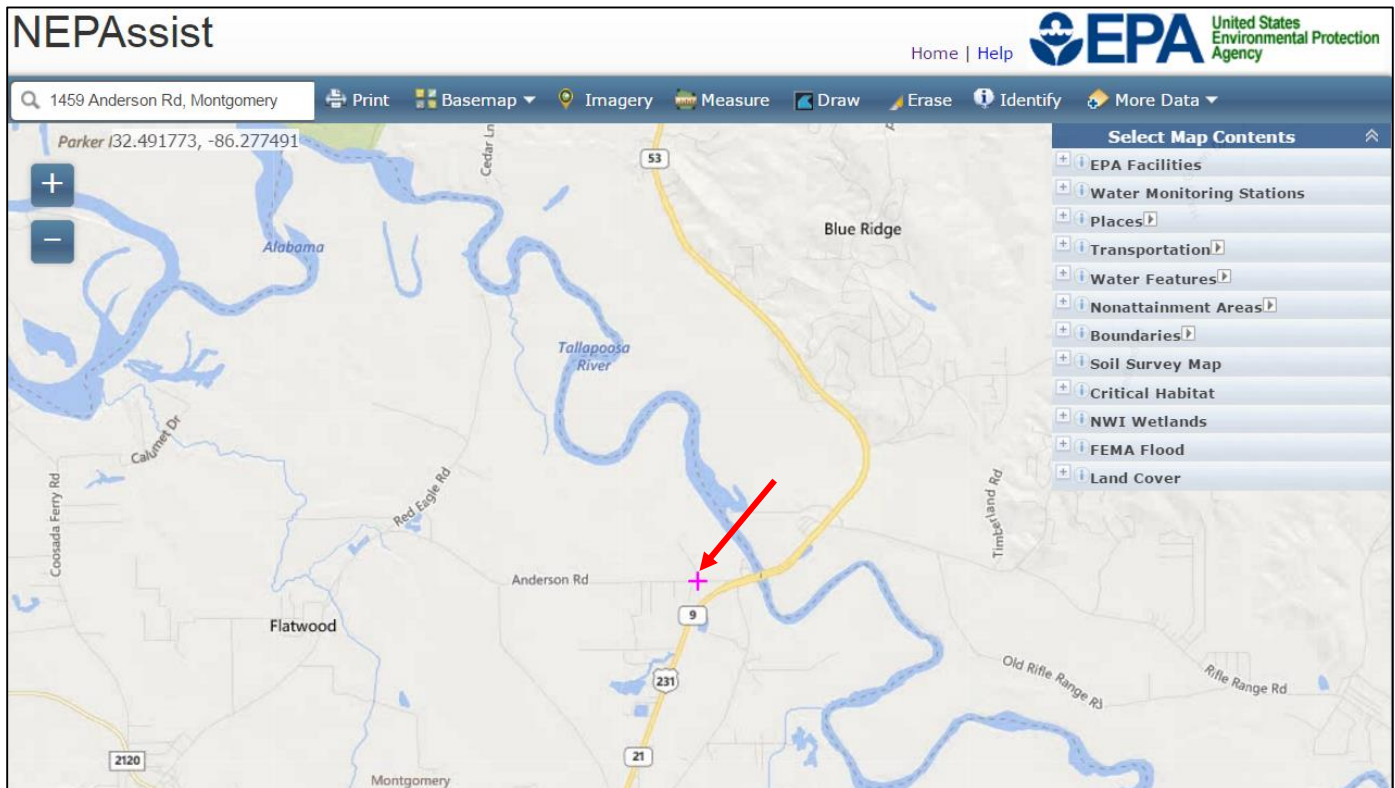 NEPAssist
Home | Help
EPA
United States
Environmental Protection
Agency
1459 Anderson Rd, Montgomery
Print
Basemap
Imagery
Measure
Draw
Erase
Identify
More Data
Parker I
32.491773, -86.277491
+
−
Select Map Contents
EPA Facilities
Water Monitoring Stations
Places
Transportation
Water Features
Nonattainment Areas
Boundaries
Soil Survey Map
Critical Habitat
NWI Wetlands
FEMA Flood
Land Cover
Cedar Ln
53
Blue Ridge
Alabama
Tallapoosa
River
Calumet Dr
Coosada Ferry Rd
Red Eagle Rd
Timberland Rd
Anderson Rd
9
Flatwood
231
Old Rifle Range Rd
Rifle Range Rd
2120
21
Montgomery